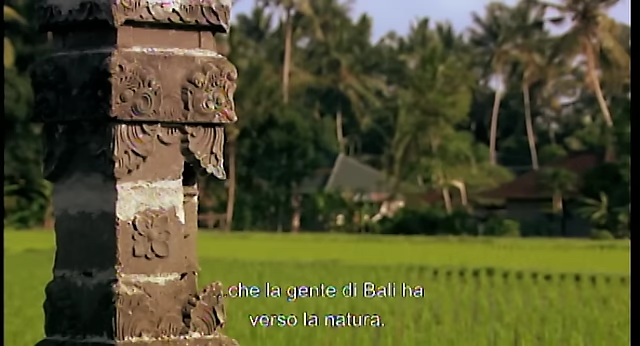 ...che la gente di Bali ha
verso la natura.